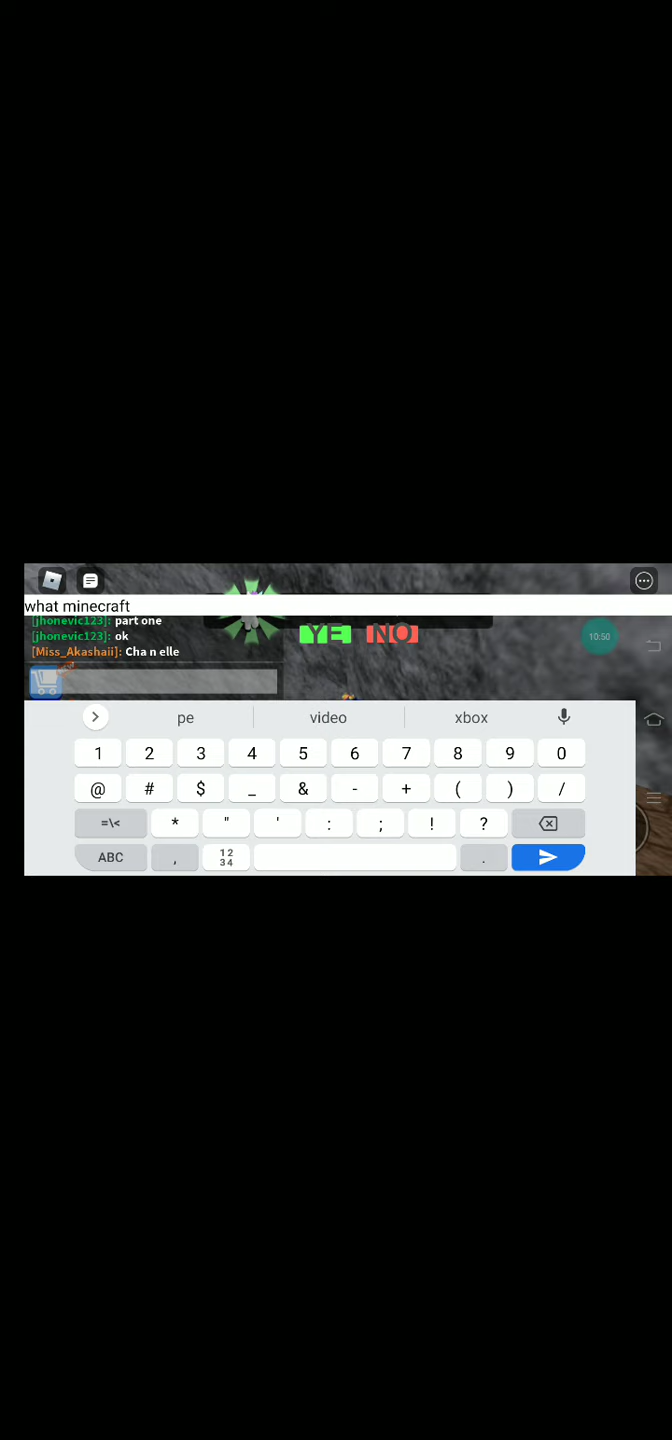 what minecraft
[jhonevic123]: part one
[jhonevic123]: ok
[Miss_Akashaii]: Cha n elle
YE NO
10:50
NEW
pe video xbox
1 2 3 4 5 6 7 8 9 0
@ # $ _ & - + ( ) /
=\< * " ' : ; ! ?
ABC , 12 34 .